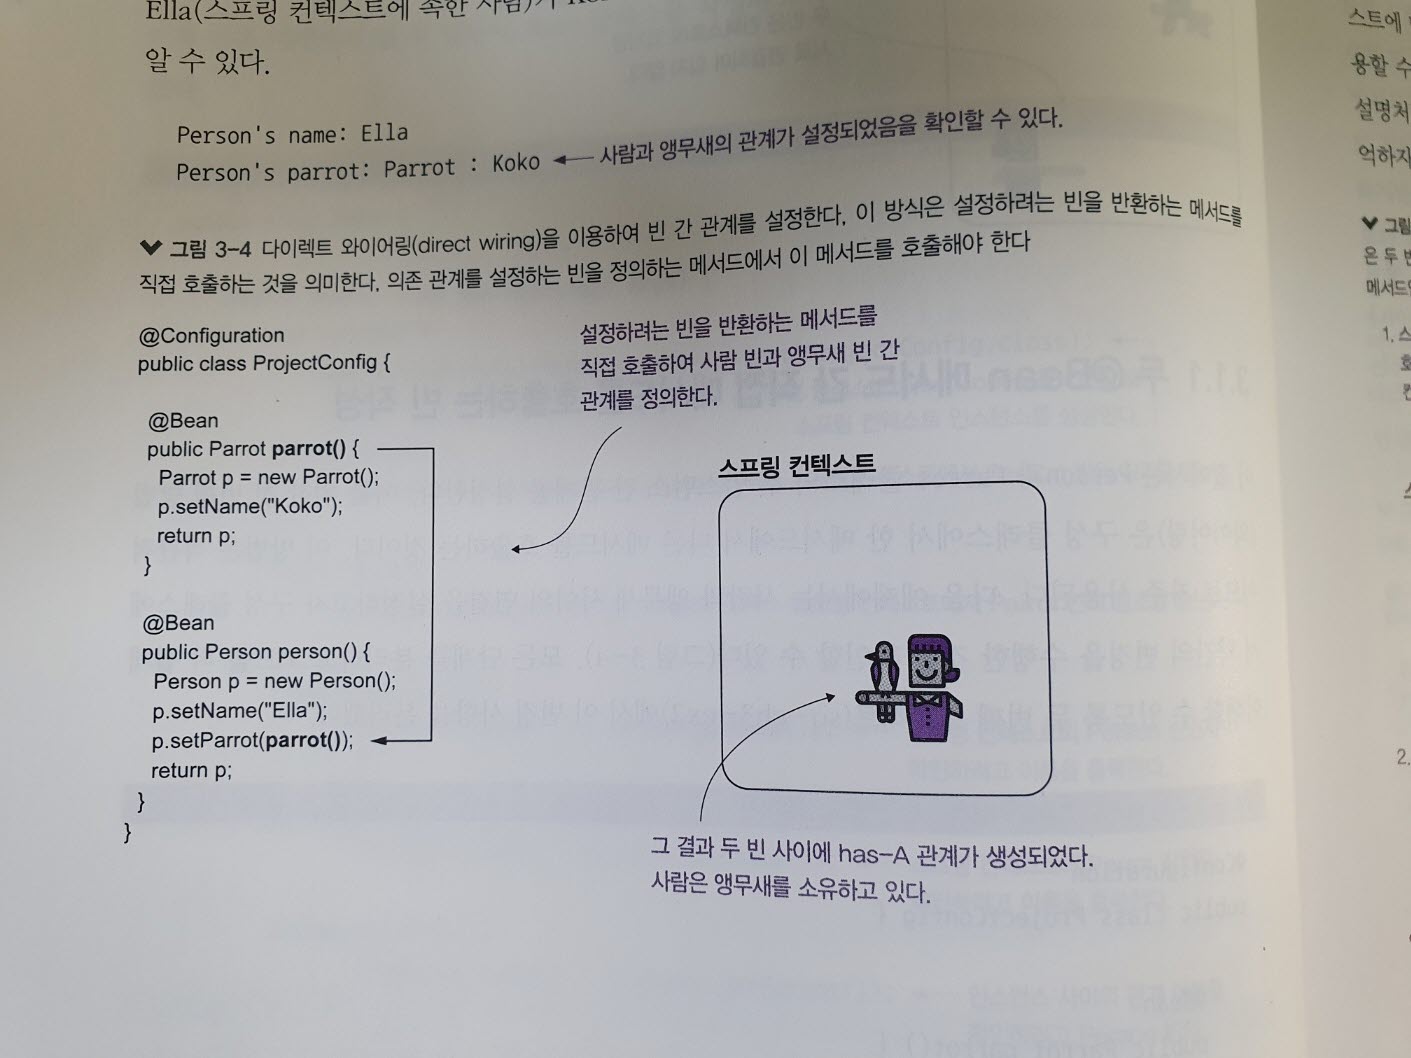 Ella(스프링 컨텍스트에 속한 사람)가
알 수 있다.
Person's name: Ella
Person's parrot: Parrot : Koko ← 사람과 앵무새의 관계가 설정되었음을 확인할 수 있다.
▼ 그림 3-4 다이렉트 와이어링(direct wiring)을 이용하여 빈 간 관계를 설정한다. 이 방식은 설정하려는 빈을 반환하는 메서드를
직접 호출하는 것을 의미한다. 의존 관계를 설정하는 빈을 정의하는 메서드에서 이 메서드를 호출해야 한다
@Configuration
public class ProjectConfig {
@Bean
public Parrot parrot() {
Parrot p = new Parrot();
p.setName("Koko");
return p;
}
@Bean
public Person person() {
Person p = new Person();
p.setName("Ella");
p.setParrot(parrot());
return p;
}
}
설정하려는 빈을 반환하는 메서드를
직접 호출하여 사람 빈과 앵무새 빈 간
관계를 정의한다.
스프링 컨텍스트
그 결과 두 빈 사이에 has-A 관계가 생성되었다.
사람은 앵무새를 소유하고 있다.
스트에
용할 수
설명처
억하지
▼ 그림
은 두
메서드
1. 스
2.